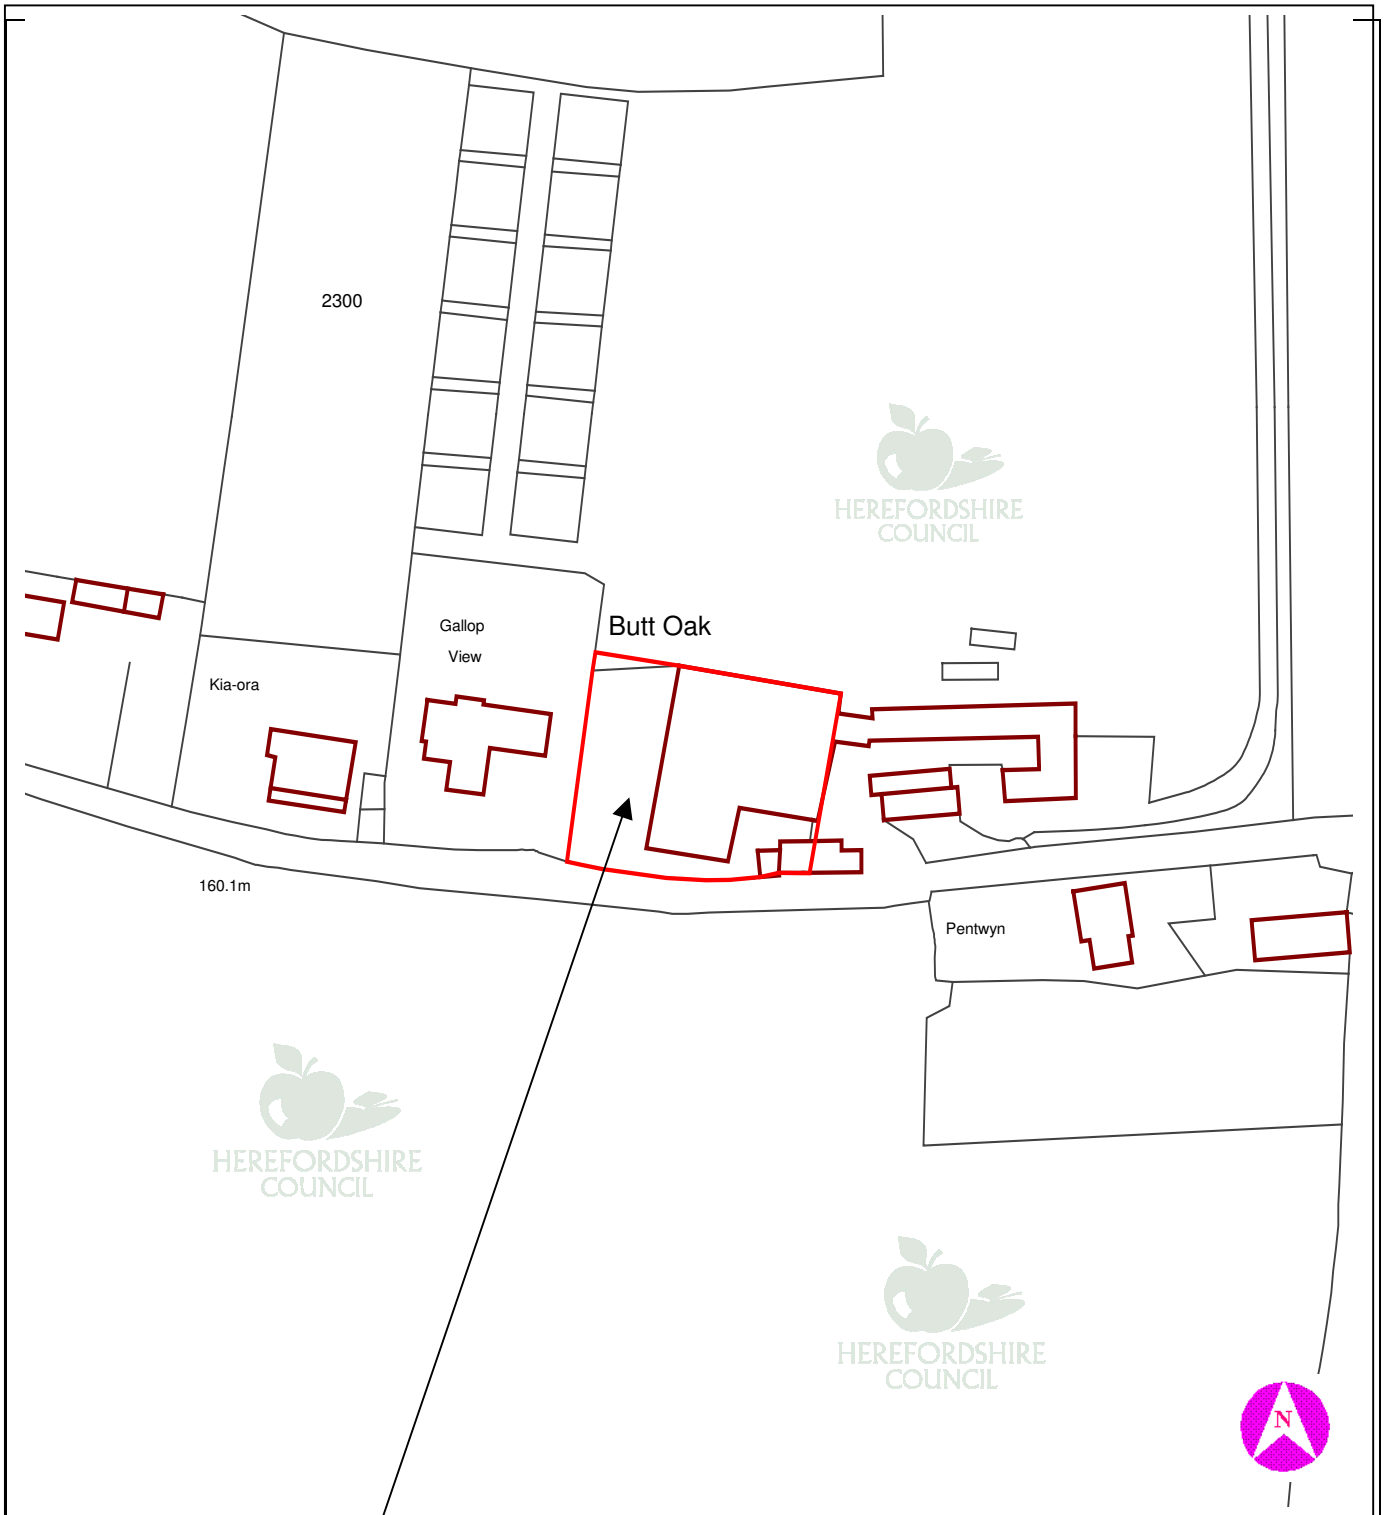 2300
HEREFORDSHIRE
COUNCIL
Gallop
View
Butt Oak
Kia-ora
160.1m
Pentwyn
HEREFORDSHIRE
COUNCIL
HEREFORDSHIRE
COUNCIL
N